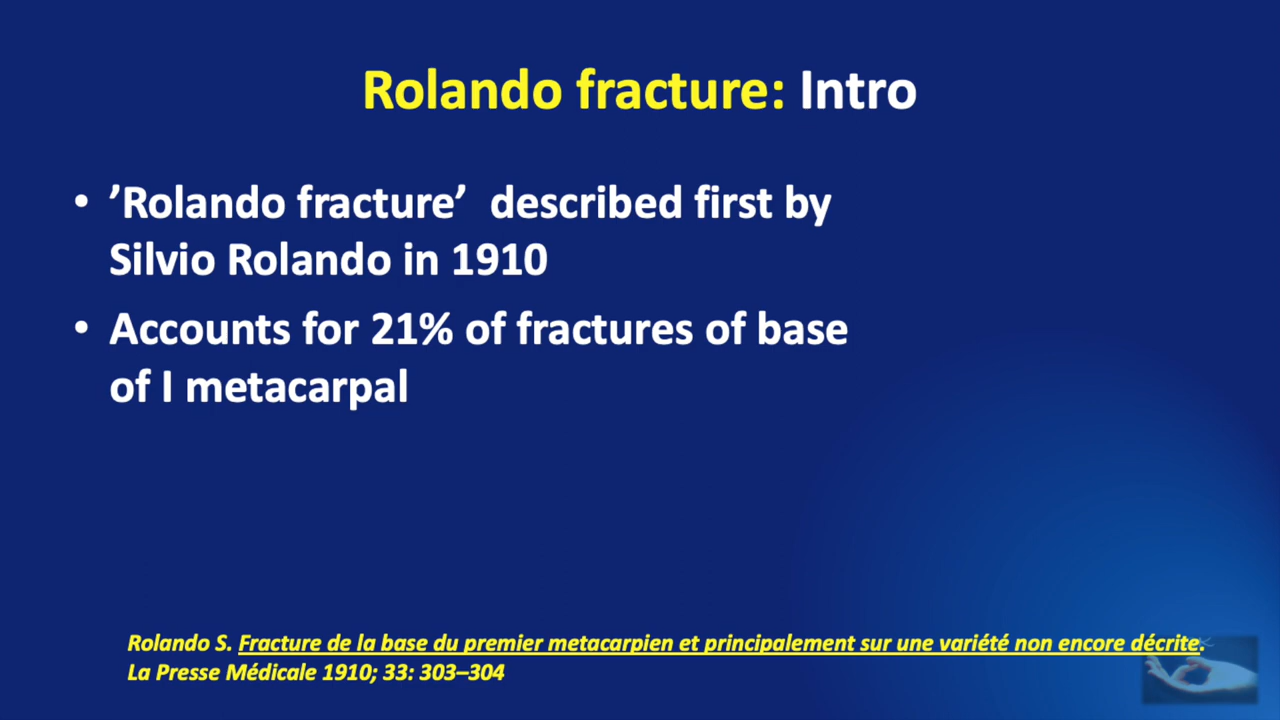 Rolando fracture: Intro
• ’Rolando fracture’ described first by
Silvio Rolando in 1910
• Accounts for 21% of fractures of base
of I metacarpal
Rolando S. Fracture de la base du premier metacarpien et principalement sur une variété non encore décrite.
La Presse Médicale 1910; 33: 303–304